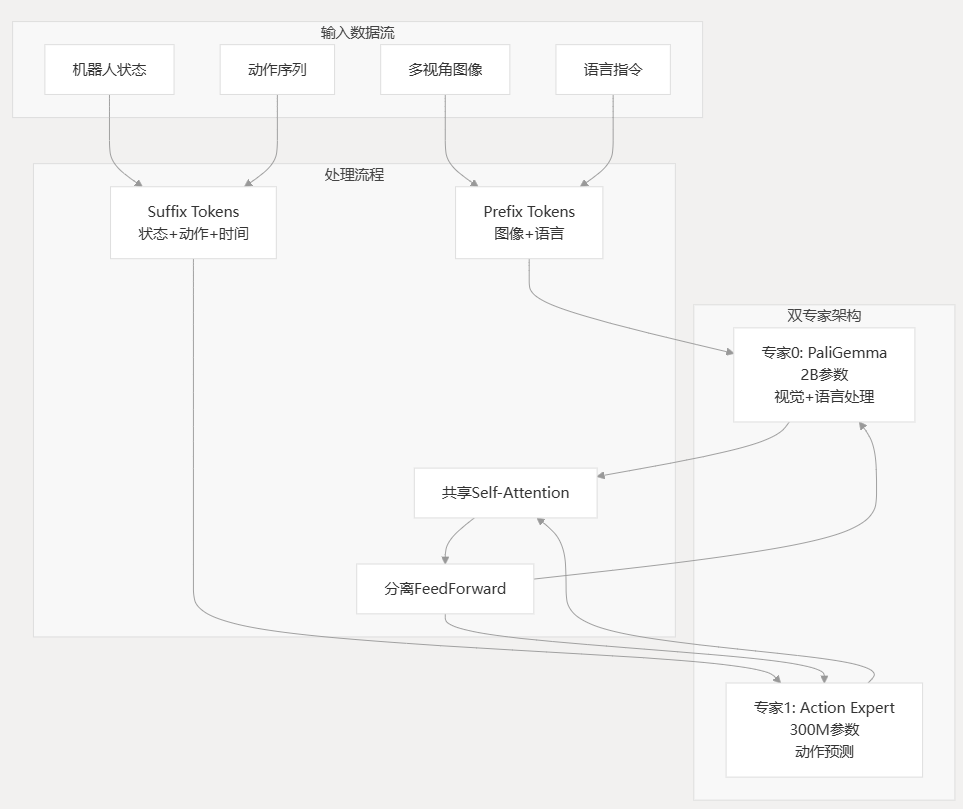 输入数据流
机器人状态
动作序列
多视角图像
语言指令
处理流程
Suffix Tokens
状态+动作+时间
Prefix Tokens
图像+语言
双专家架构
专家0: PaliGemma
2B参数
视觉+语言处理
共享Self-Attention
分离FeedForward
专家1: Action Expert
300M参数
动作预测